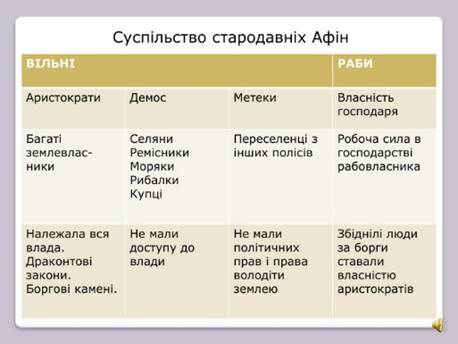 Суспільство стародавніх Афін
ВІЛЬНІ РАБИ
Аристократи Демос Метеки Власність
господаря
Багаті
землевлас-
ники
Селяни
Ремісники
Моряки
Рибалки
Купці
Переселенці з
інших полісів
Робоча сила в
господарстві
рабовласника
Належала вся
влада.
Драконтові
закони.
Боргові камені.
Не мали
доступу до
влади
Не мали
політичних
прав і права
володіти
землею
Збіднілі люди
за борги
ставали
власністю
аристократів